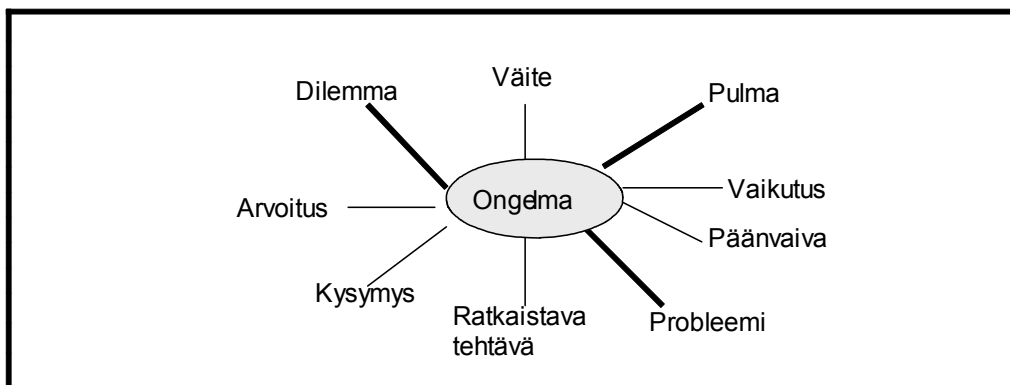 Väite
Dilemma
Pulma
Ongelma
Vaikutus
Arvoitus
Päänvaiva
Kysymys
Ratkaistava
tehtävä
Probleemi